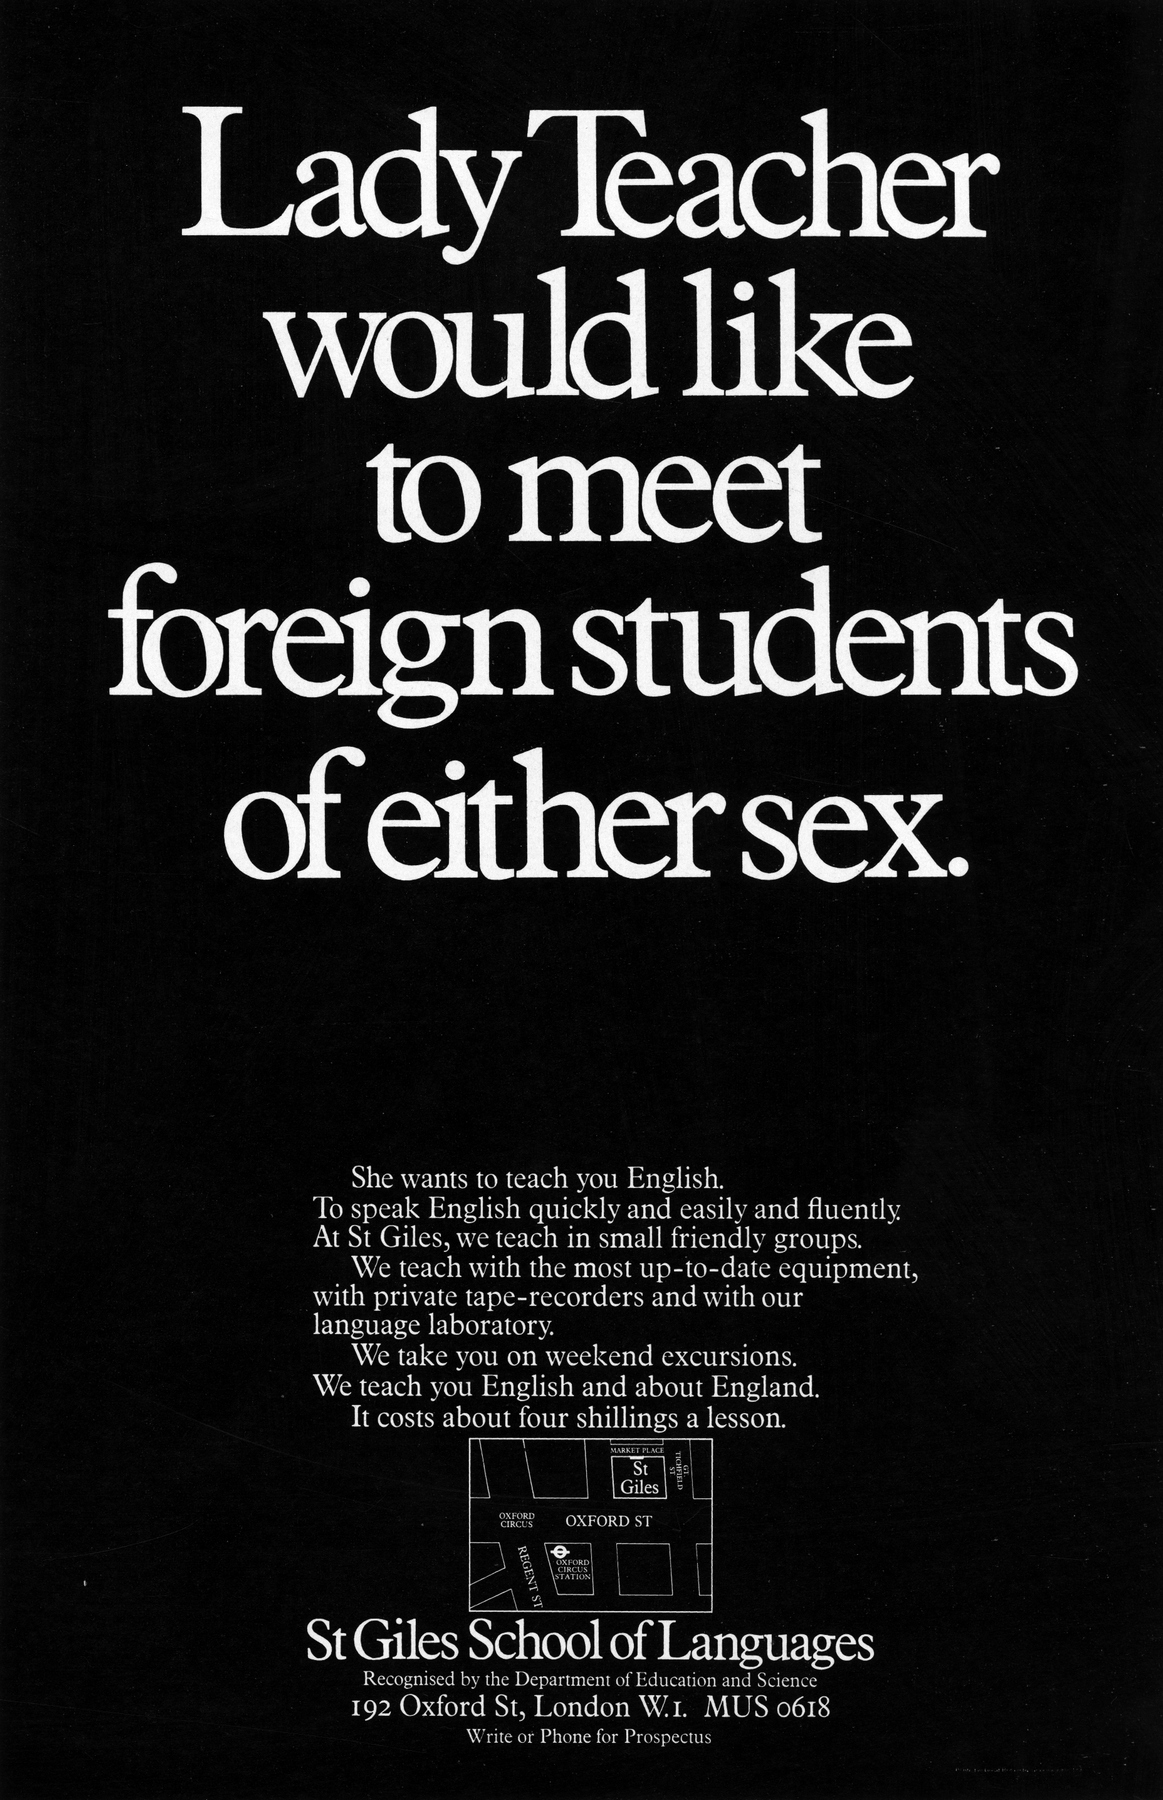 Lady Teacher
would like
to meet
foreign students
of either sex.
She wants to teach you English.
To speak English quickly and easily and fluently.
At St Giles, we teach in small friendly groups.
We teach with the most up-to-date equipment,
with private tape-recorders and with our
language laboratory.
We take you on weekend excursions.
We teach you English and about England.
It costs about four shillings a lesson.
MARKET PLACE
St
Giles
GT.
TICHFIELD
ST
OXFORD
CIRCUS
OXFORD ST
REGENT ST
OXFORD
CIRCUS
STATION
St Giles School of Languages
Recognised by the Department of Education and Science
192 Oxford St, London W.1. MUS 0618
Write or Phone for Prospectus